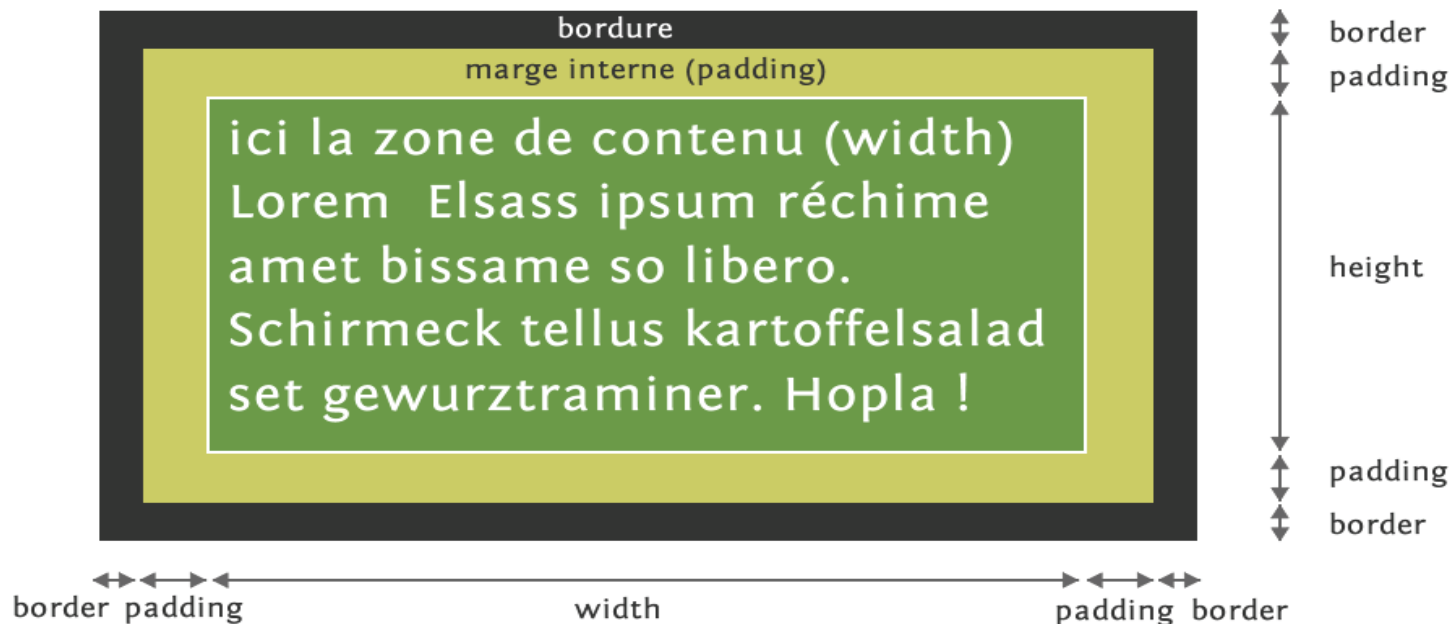 bordure
marge interne (padding)
ici la zone de contenu (width)
Lorem Elsass ipsum réchime
amet bissame so libero.
Schirmeck tellus kartoffelsalad
set gewurztraminer. Hopla !
border
padding
height
padding
border
border padding width padding border